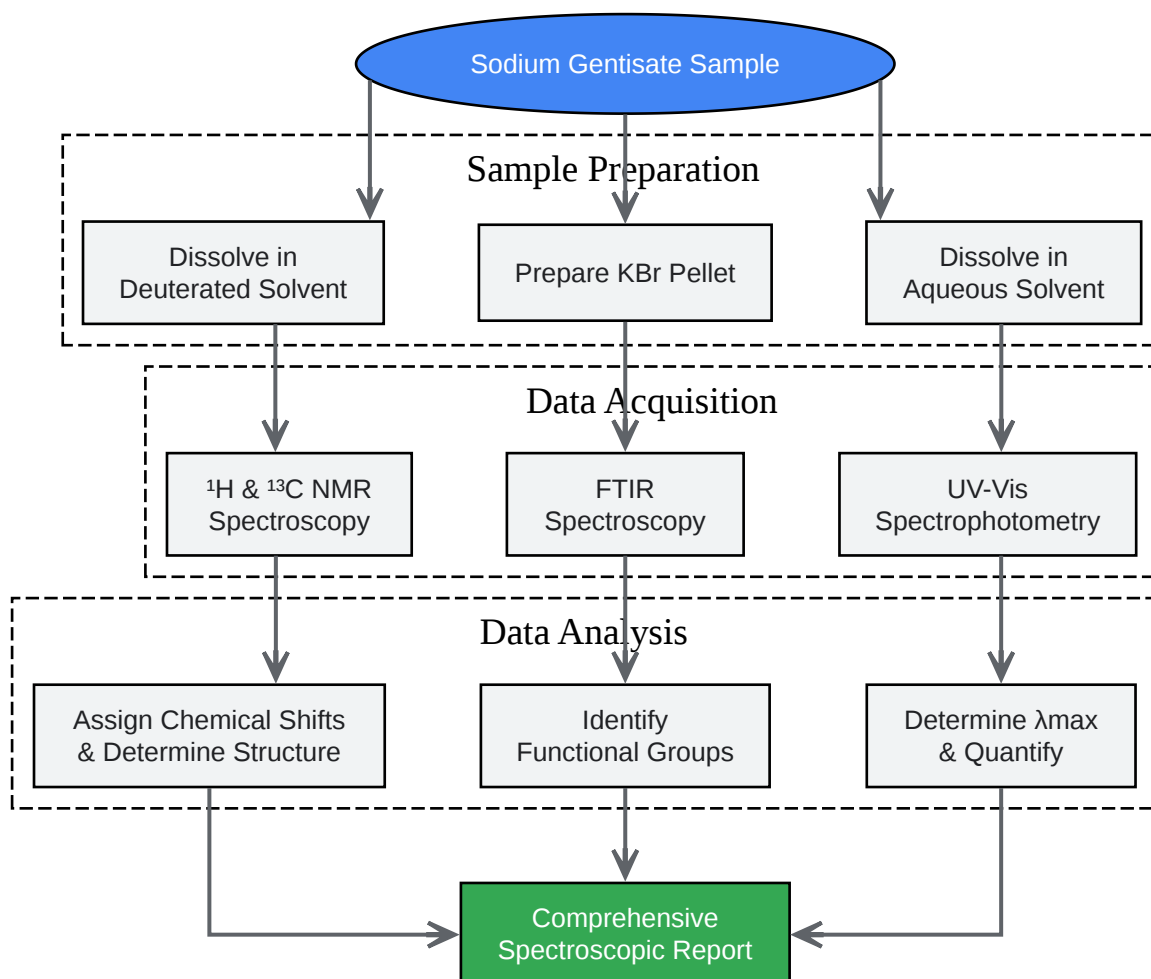 Sodium Gentisate Sample
Sample Preparation
Dissolve in
Deuterated Solvent
Prepare KBr Pellet
Dissolve in
Aqueous Solvent
Data Acquisition
¹H & ¹³C NMR
Spectroscopy
FTIR
Spectroscopy
UV-Vis
Spectrophotometry
Data Analysis
Assign Chemical Shifts
& Determine Structure
Identify
Functional Groups
Determine λmax
& Quantify
Comprehensive
Spectroscopic Report